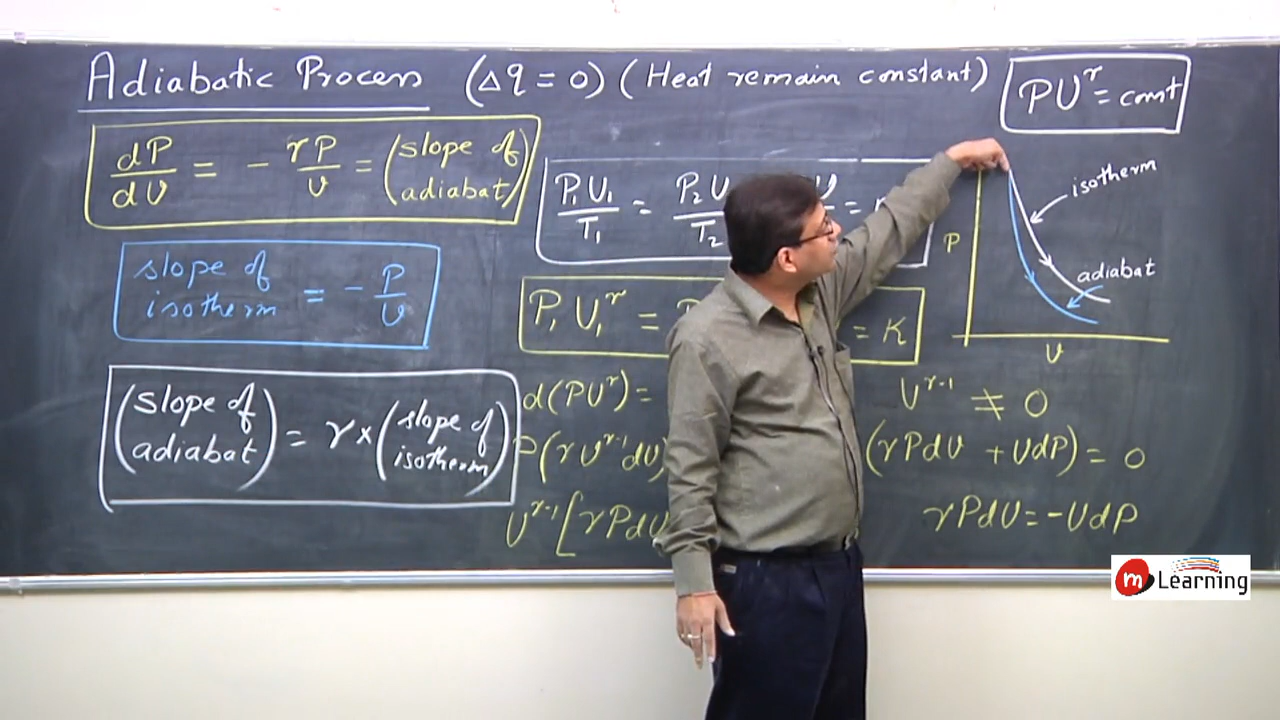 Adiabatic Process (Δq = 0) (Heat remain constant)
PV^r = const
dP/dV = - γP/V = (slope of adiabat)
P₁V₁/T₁ = P₂V
T₂
isotherm
P
adiabat
V
slope of
isotherm = - P/V
P₁V₁^r =
= K
(slope of
adiabat) = γ × (slope of
isotherm)
d(PV^r) =
V^r-1 ≠ 0
P(γV^r-1 dV)
(γPdV + VdP) = 0
V^r-1 [γPdV
γPdV = -VdP
m Learning